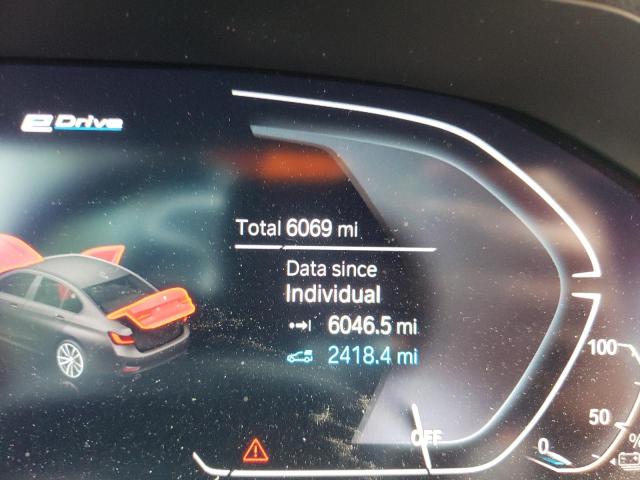 eDrive
Total 6069 mi
Data since
Individual
6046.5 mi
2418.4 mi
100
50
OFF
0
%